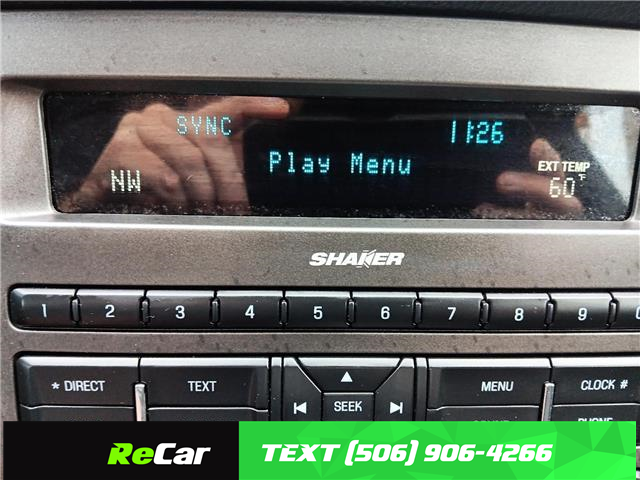 SYNC 11:26
Play Menu
NW
EXT TEMP
60°F
SHAKER
1 2 3 4 5 6 7 8 9
* DIRECT TEXT SEEK MENU CLOCK #
ReCar TEXT (506) 906-4266